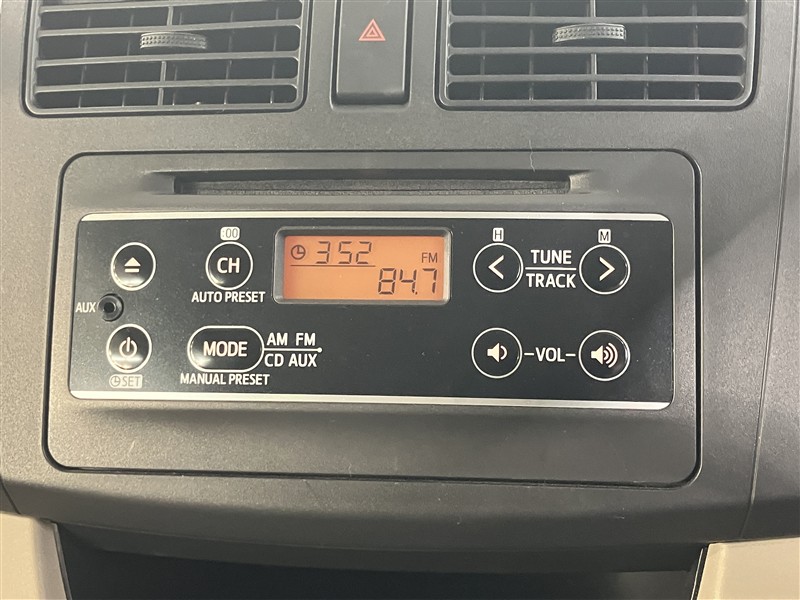 :00
H
M
CH
3 52
FM
84.7
TUNE
TRACK
AUTO PRESET
AUX
MODE
AM FM
CD AUX
VOL
SET
MANUAL PRESET